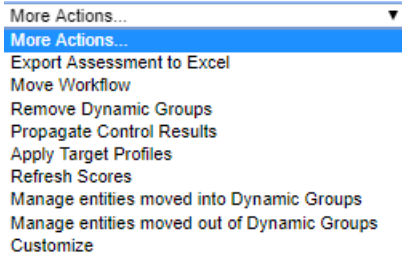 More Actions...
More Actions...
Export Assessment to Excel
Move Workflow
Remove Dynamic Groups
Propagate Control Results
Apply Target Profiles
Refresh Scores
Manage entities moved into Dynamic Groups
Manage entities moved out of Dynamic Groups
Customize